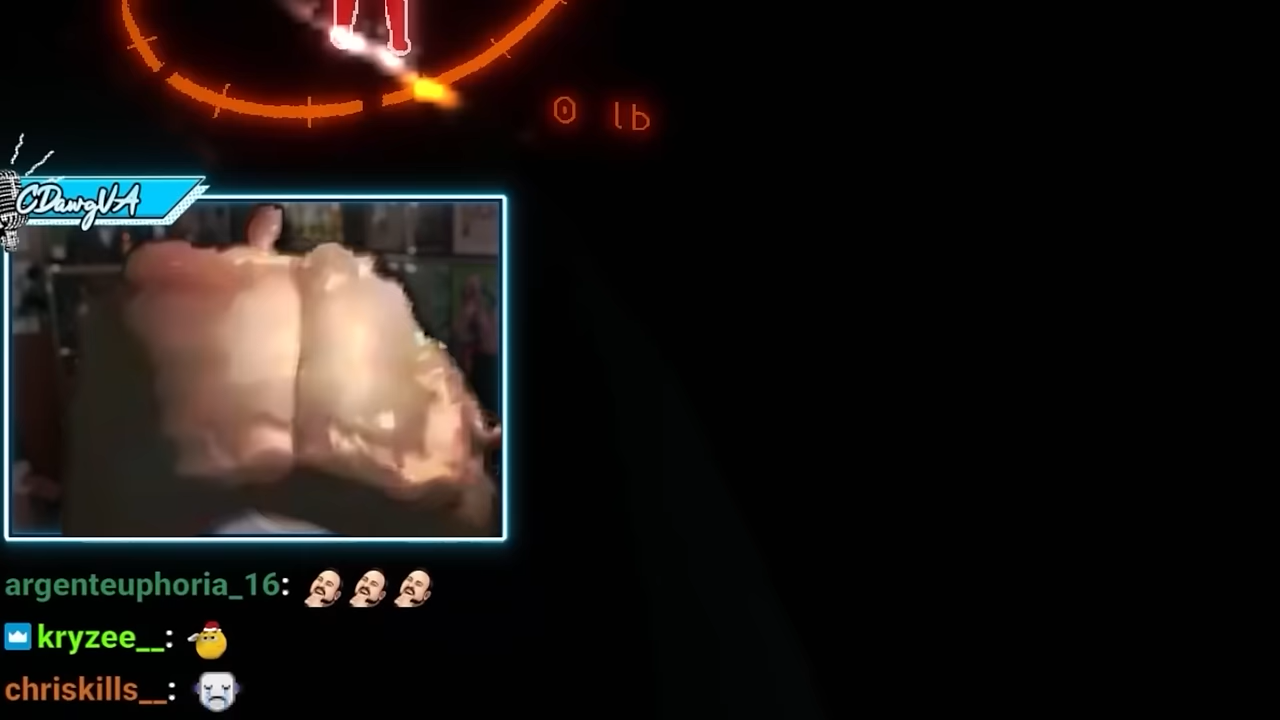 0 lb
CDawgVA
argenteuphoria_16:
kryzee__:
chriskills__: